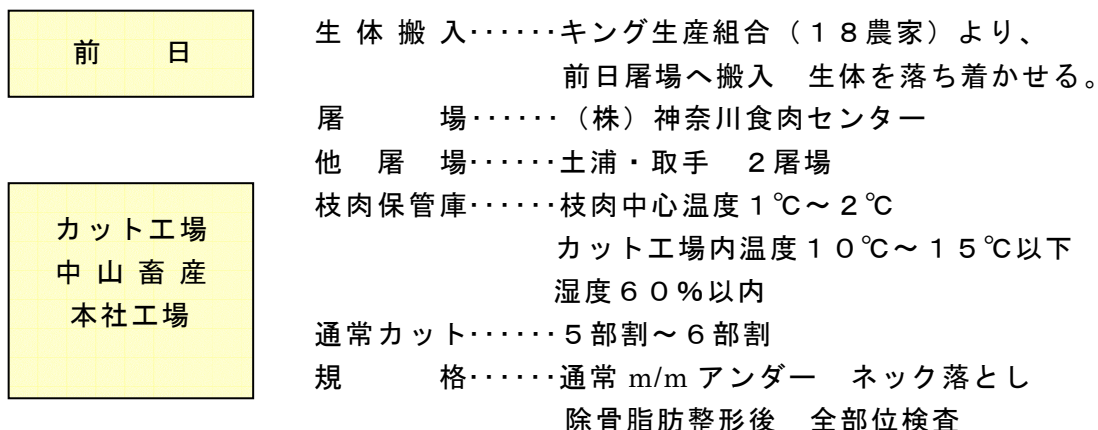 前　　日
生 体 搬 入‥‥‥キング生産組合（１８農家）より、
前日屠場へ搬入　生体を落ち着かせる。
屠　　　場‥‥‥（株）神奈川食肉センター
他　屠　場‥‥‥土浦・取手　２屠場
カット工場
中 山 畜 産
本社工場
枝肉保管庫‥‥‥枝肉中心温度１℃～２℃
カット工場内温度１０℃～１５℃以下
湿度６０％以内
通常カット‥‥‥５部割～６部割
規　　　格‥‥‥通常 m/m アンダー　ネック落とし
除骨脂肪整形後　全部位検査